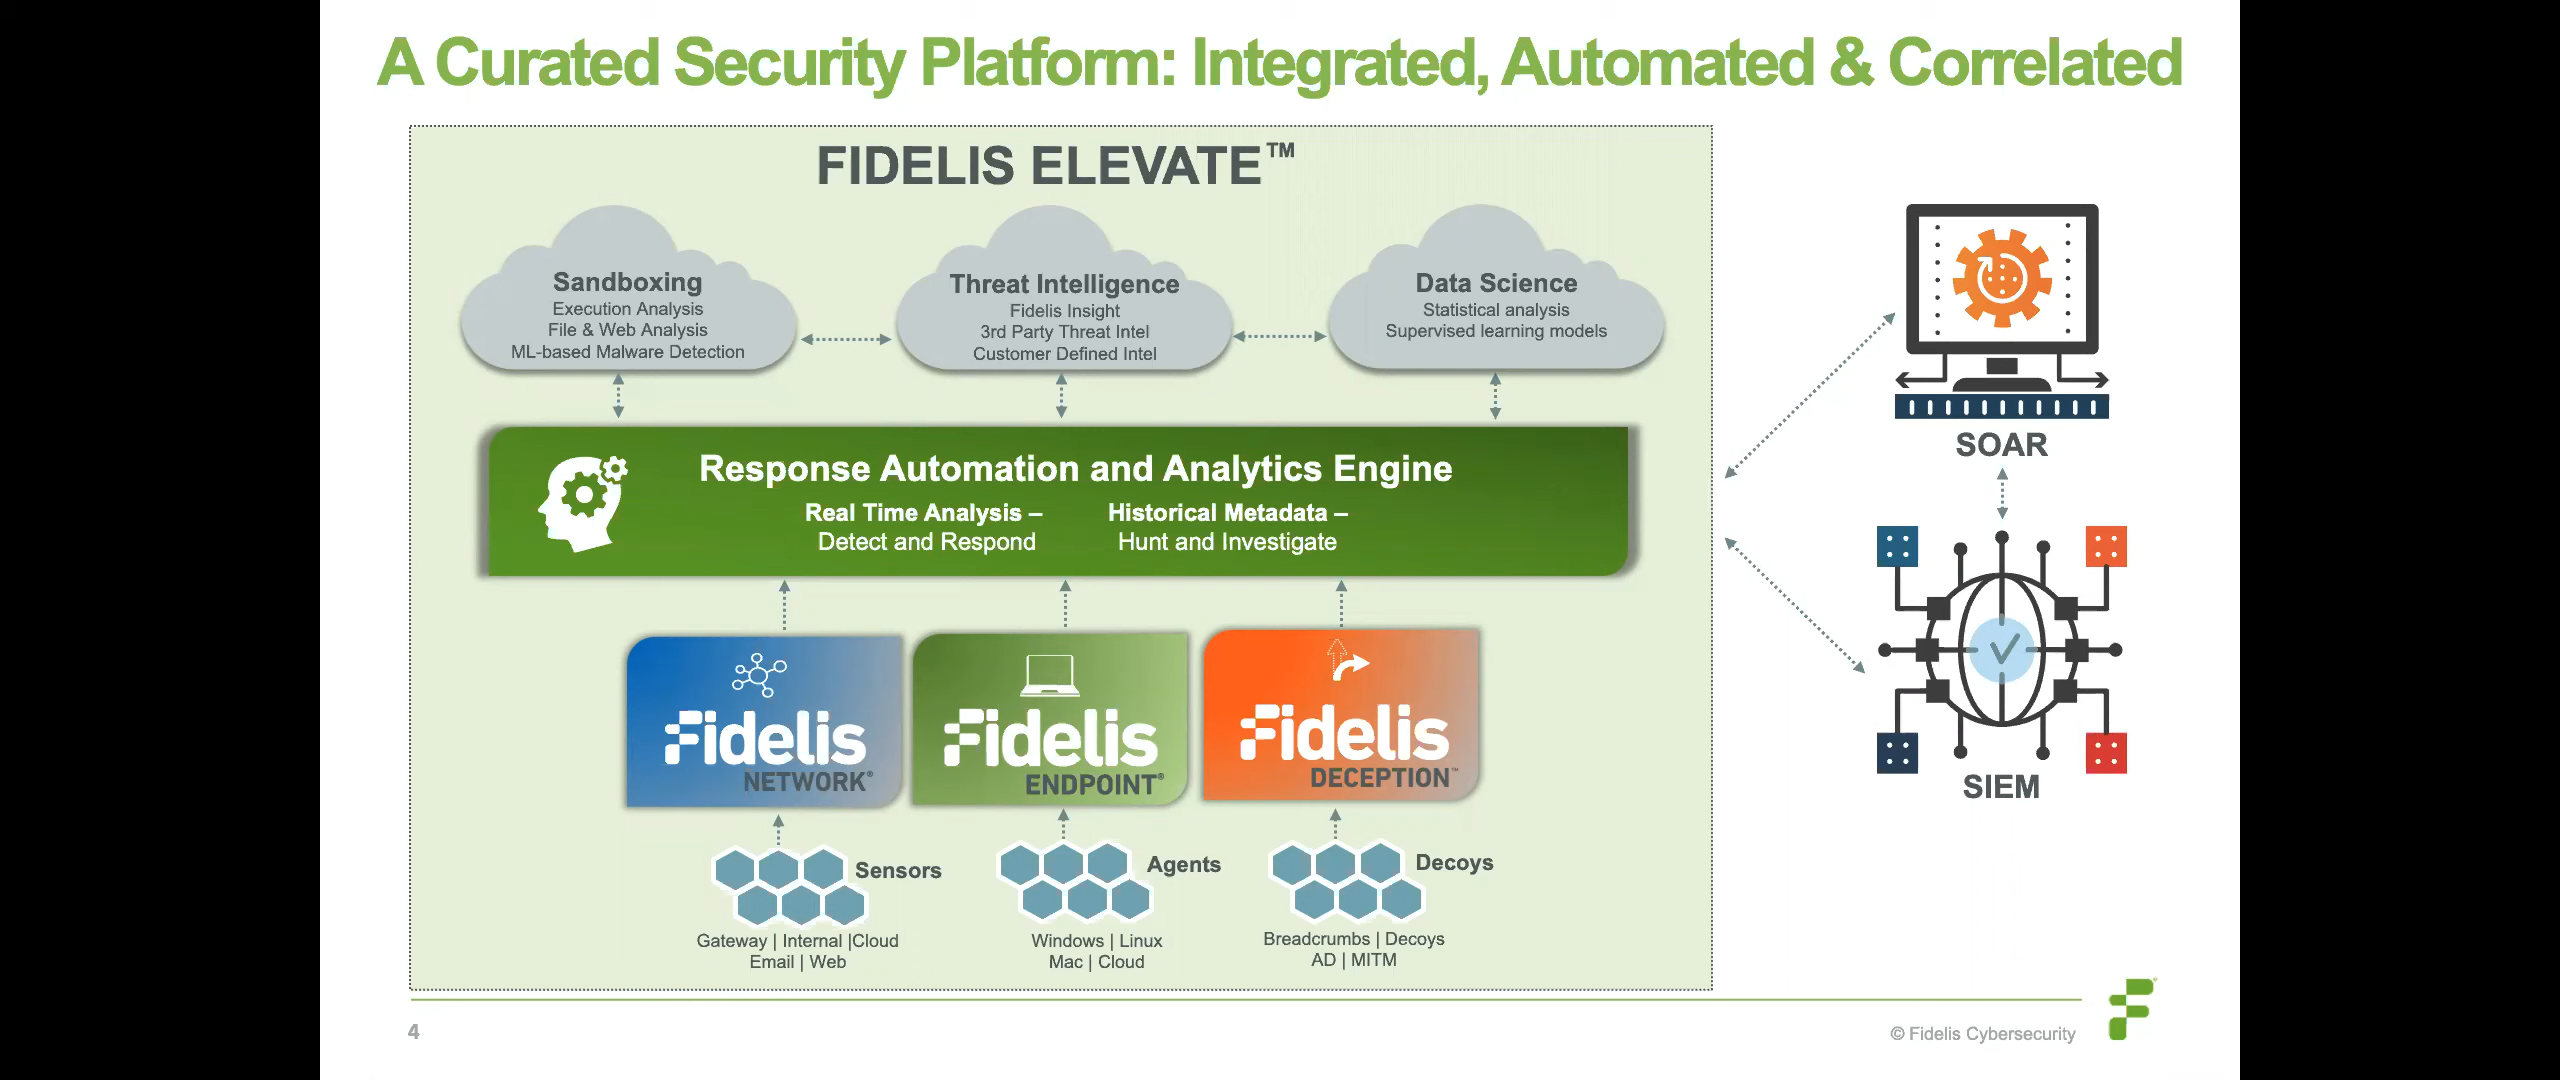 A Curated Security Platform: Integrated, Automated & Correlated
FIDELIS ELEVATE™
Sandboxing
Execution Analysis
File & Web Analysis
ML-based Malware Detection
Threat Intelligence
Fidelis Insight
3rd Party Threat Intel
Customer Defined Intel
Data Science
Statistical analysis
Supervised learning models
Response Automation and Analytics Engine
Real Time Analysis –
Detect and Respond
Historical Metadata –
Hunt and Investigate
Fidelis
NETWORK®
Fidelis
ENDPOINT®
Fidelis
DECEPTION™
Sensors
Gateway | Internal |Cloud
Email | Web
Agents
Windows | Linux
Mac | Cloud
Decoys
Breadcrumbs | Decoys
AD | MITM
SOAR
SIEM
4
© Fidelis Cybersecurity